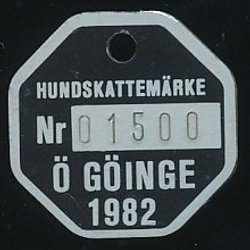 HUNDSKATTEMÄRKE
Nr 01500
Ö GÖINGE
1982